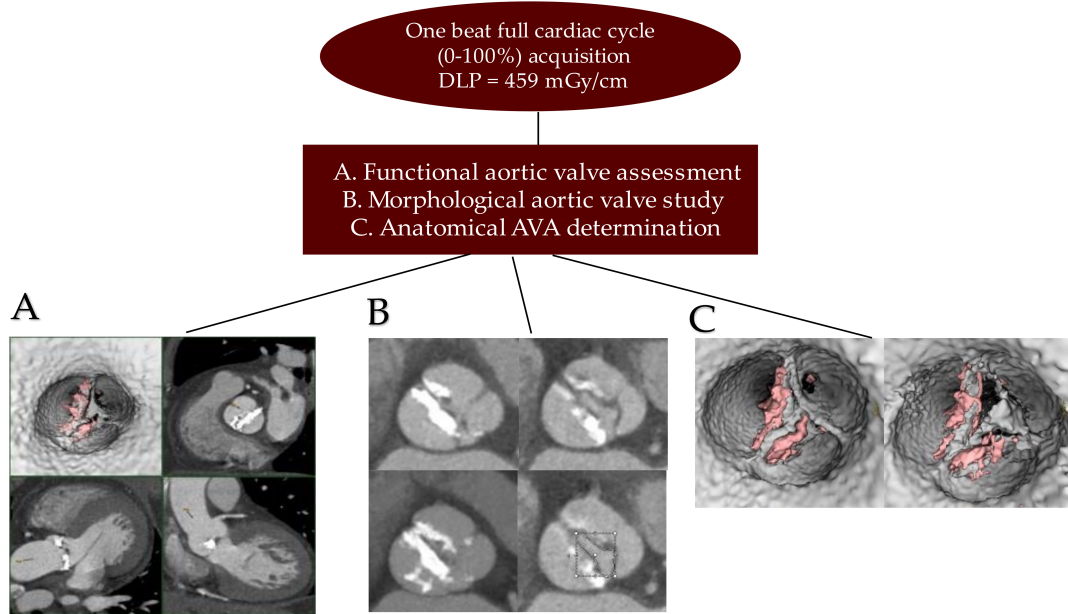 One beat full cardiac cycle
(0-100%) acquisition
DLP = 459 mGy/cm
A. Functional aortic valve assessment
B. Morphological aortic valve study
C. Anatomical AVA determination
A
B
C